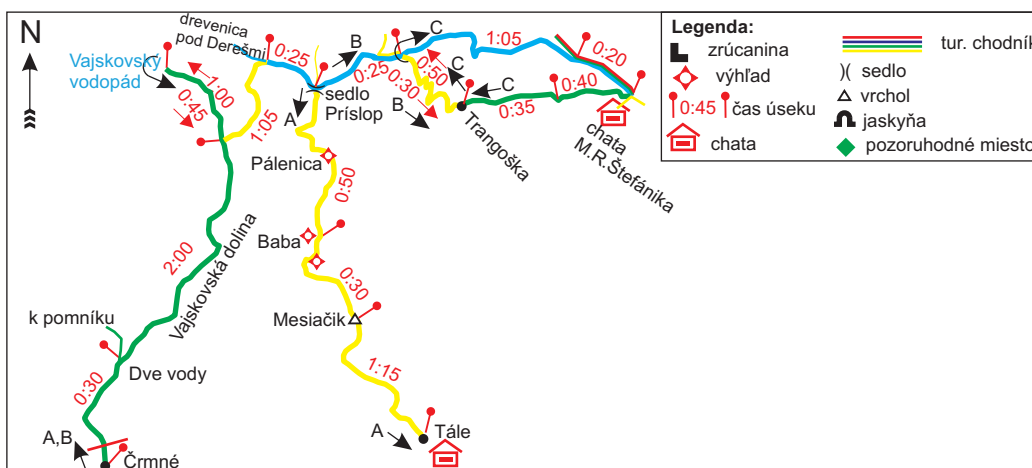 N
drevenica
pod Derešmi
Vajskovský
vodopád
0:25
B
C
1:05
0:20
0:45
1:00
1:05
A
sedlo
Príslop
0:25
0:30
0:50
B
C
C
0:40
0:35
Trangoška
chata
M.R.Štefánika
Pálenica
0:50
Baba
0:30
Mesiačik
1:15
A
Tále
2:00
Vajskovská dolina
k pomníku
Dve vody
0:30
A,B
Črmné
Legenda:
zrúcanina
výhľad
0:45 čas úseku
chata
tur. chodník
)( sedlo
vrchol
jaskyňa
pozoruhodné miesto